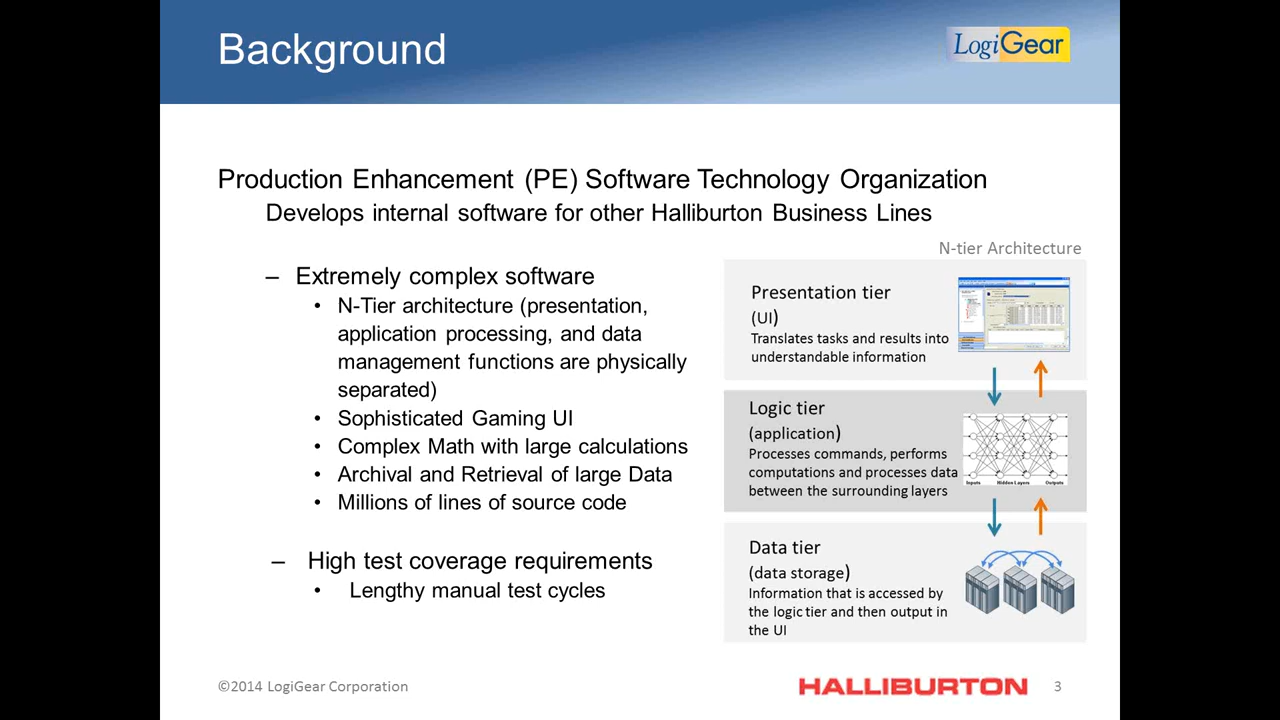 Background
LogiGear
Production Enhancement (PE) Software Technology Organization
Develops internal software for other Halliburton Business Lines
– Extremely complex software
• N-Tier architecture (presentation,
application processing, and data
management functions are physically
separated)
• Sophisticated Gaming UI
• Complex Math with large calculations
• Archival and Retrieval of large Data
• Millions of lines of source code
– High test coverage requirements
• Lengthy manual test cycles
N-tier Architecture
Presentation tier
(UI)
Translates tasks and results into
understandable information
Logic tier
(application)
Processes commands, performs
computations and processes data
between the surrounding layers
Inputs Hidden Layers Outputs
Data tier
(data storage)
Information that is accessed by
the logic tier and then output in
the UI
©2014 LogiGear Corporation
HALLIBURTON
3